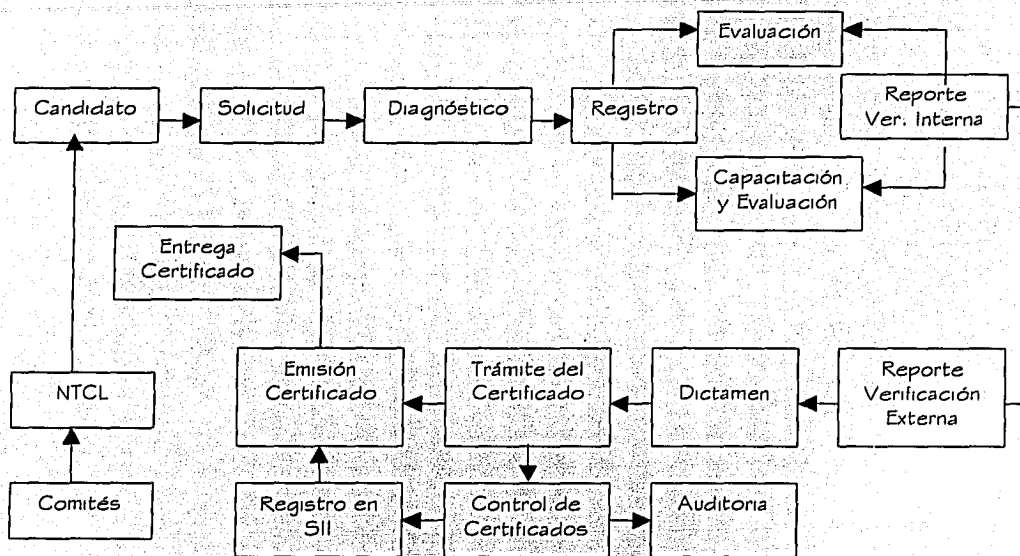 Evaluación
Candidato
Solicitud
Diagnóstico
Registro
Reporte
Ver. Interna
Capacitación
y Evaluación
Entrega
Certificado
NTCL
Emisión
Certificado
Trámite del
Certificado
Dictamen
Reporte
Verificación
Externa
Comités
Registro en
SII
Control de
Certificados
Auditoria